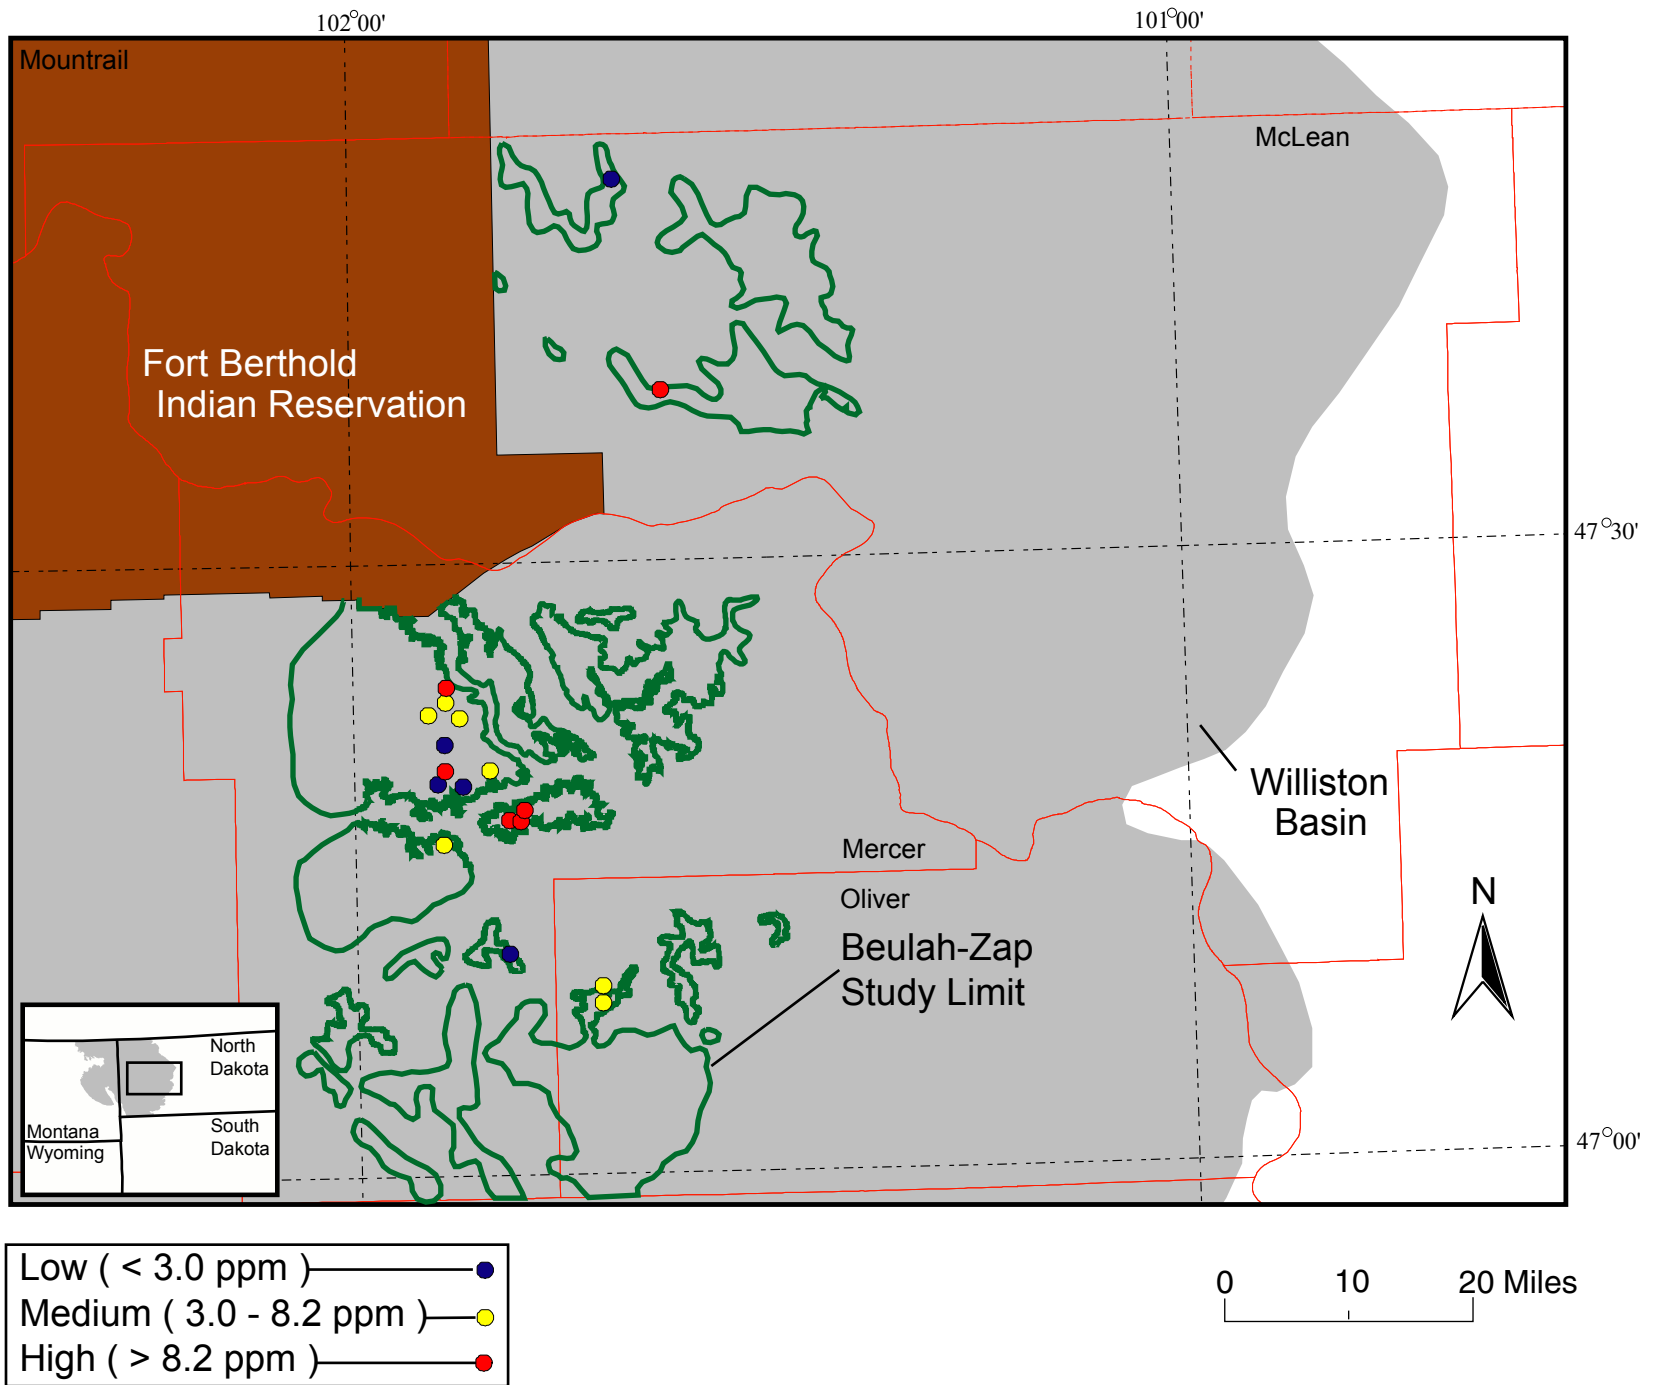 102°00'
101°00'
Mountrail
McLean
Fort Berthold
Indian Reservation
47°30'
Williston
Basin
Mercer
Oliver
Beulah-Zap
Study Limit
N
North
Dakota
South
Dakota
Montana
Wyoming
47°00'
Low ( < 3.0 ppm )
Medium ( 3.0 - 8.2 ppm )
High ( > 8.2 ppm )
0 10 20 Miles